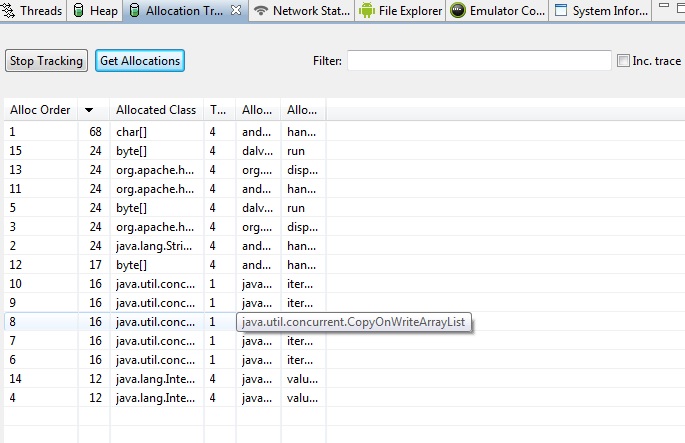 Threads Heap Allocation Tr... Network Stat... File Explorer Emulator Co... System Infor...
Stop Tracking Get Allocations Filter: Inc. trace
Alloc Order Allocated Class T... Allo... Allo...
1 68 char[] 4 and... han...
15 24 byte[] 4 dalv... run
13 24 org.apache.h... 4 org.... disp...
11 24 org.apache.h... 4 and... han...
5 24 byte[] 4 dalv... run
3 24 org.apache.h... 4 org.... disp...
2 24 java.lang.Stri... 4 and... han...
12 17 byte[] 4 and... han...
10 16 java.util.conc... 1 java... iter...
9 16 java.util.conc... 1 java... iter...
8 16 java.util.conc... 1 java.util.concurrent.CopyOnWriteArrayList
7 16 java.util.conc... 1 java... iter...
6 16 java.util.conc... 1 java... iter...
14 12 java.lang.Inte... 4 java... valu...
4 12 java.lang.Inte... 4 java... valu...